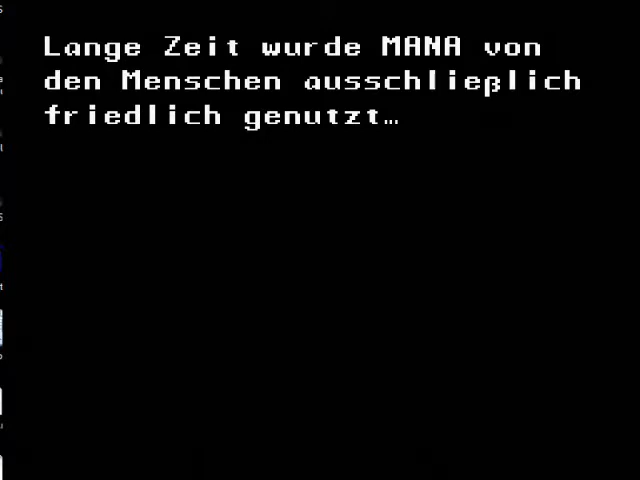 Lange Zeit wurde MANA von
den Menschen ausschließlich
friedlich genutzt…